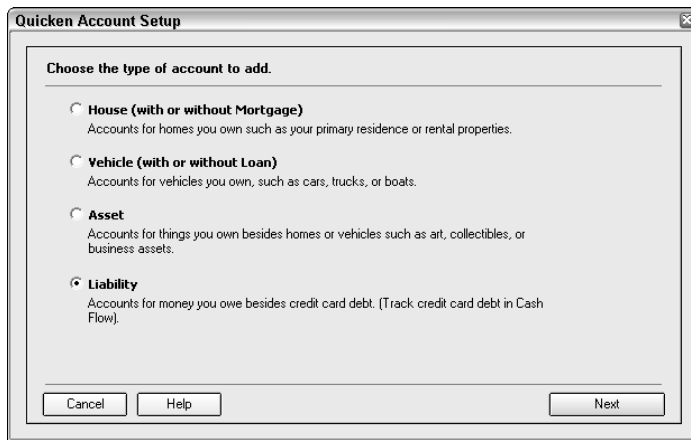 Quicken Account Setup
Choose the type of account to add.
House (with or without Mortgage)
Accounts for homes you own such as your primary residence or rental properties.
Vehicle (with or without Loan)
Accounts for vehicles you own, such as cars, trucks, or boats.
Asset
Accounts for things you own besides homes or vehicles such as art, collectibles, or
business assets.
Liability
Accounts for money you owe besides credit card debt. (Track credit card debt in Cash
Flow).
Cancel
Help
Next